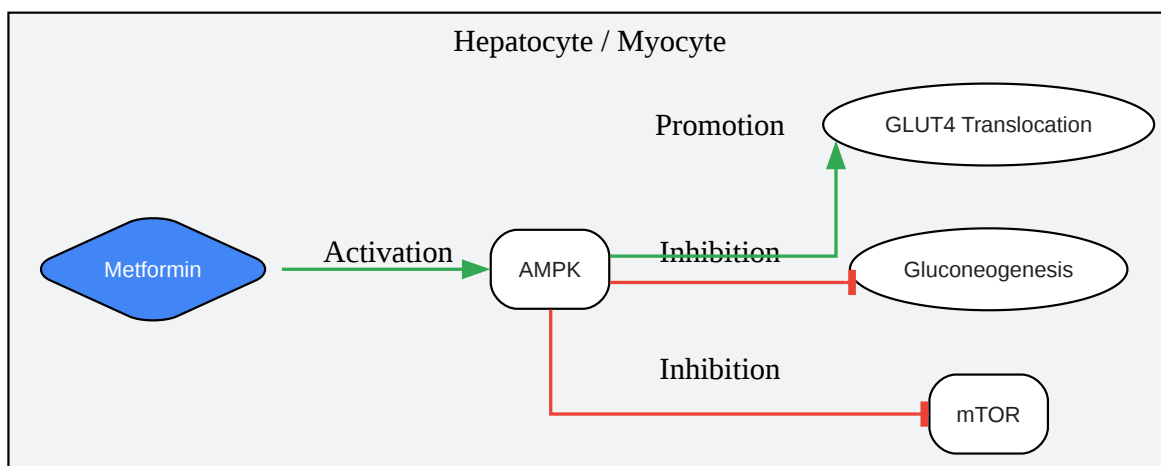 Hepatocyte / Myocyte
Promotion
GLUT4 Translocation
Metformin
Activation
AMPK
Inhibition
Gluconeogenesis
Inhibition
mTOR